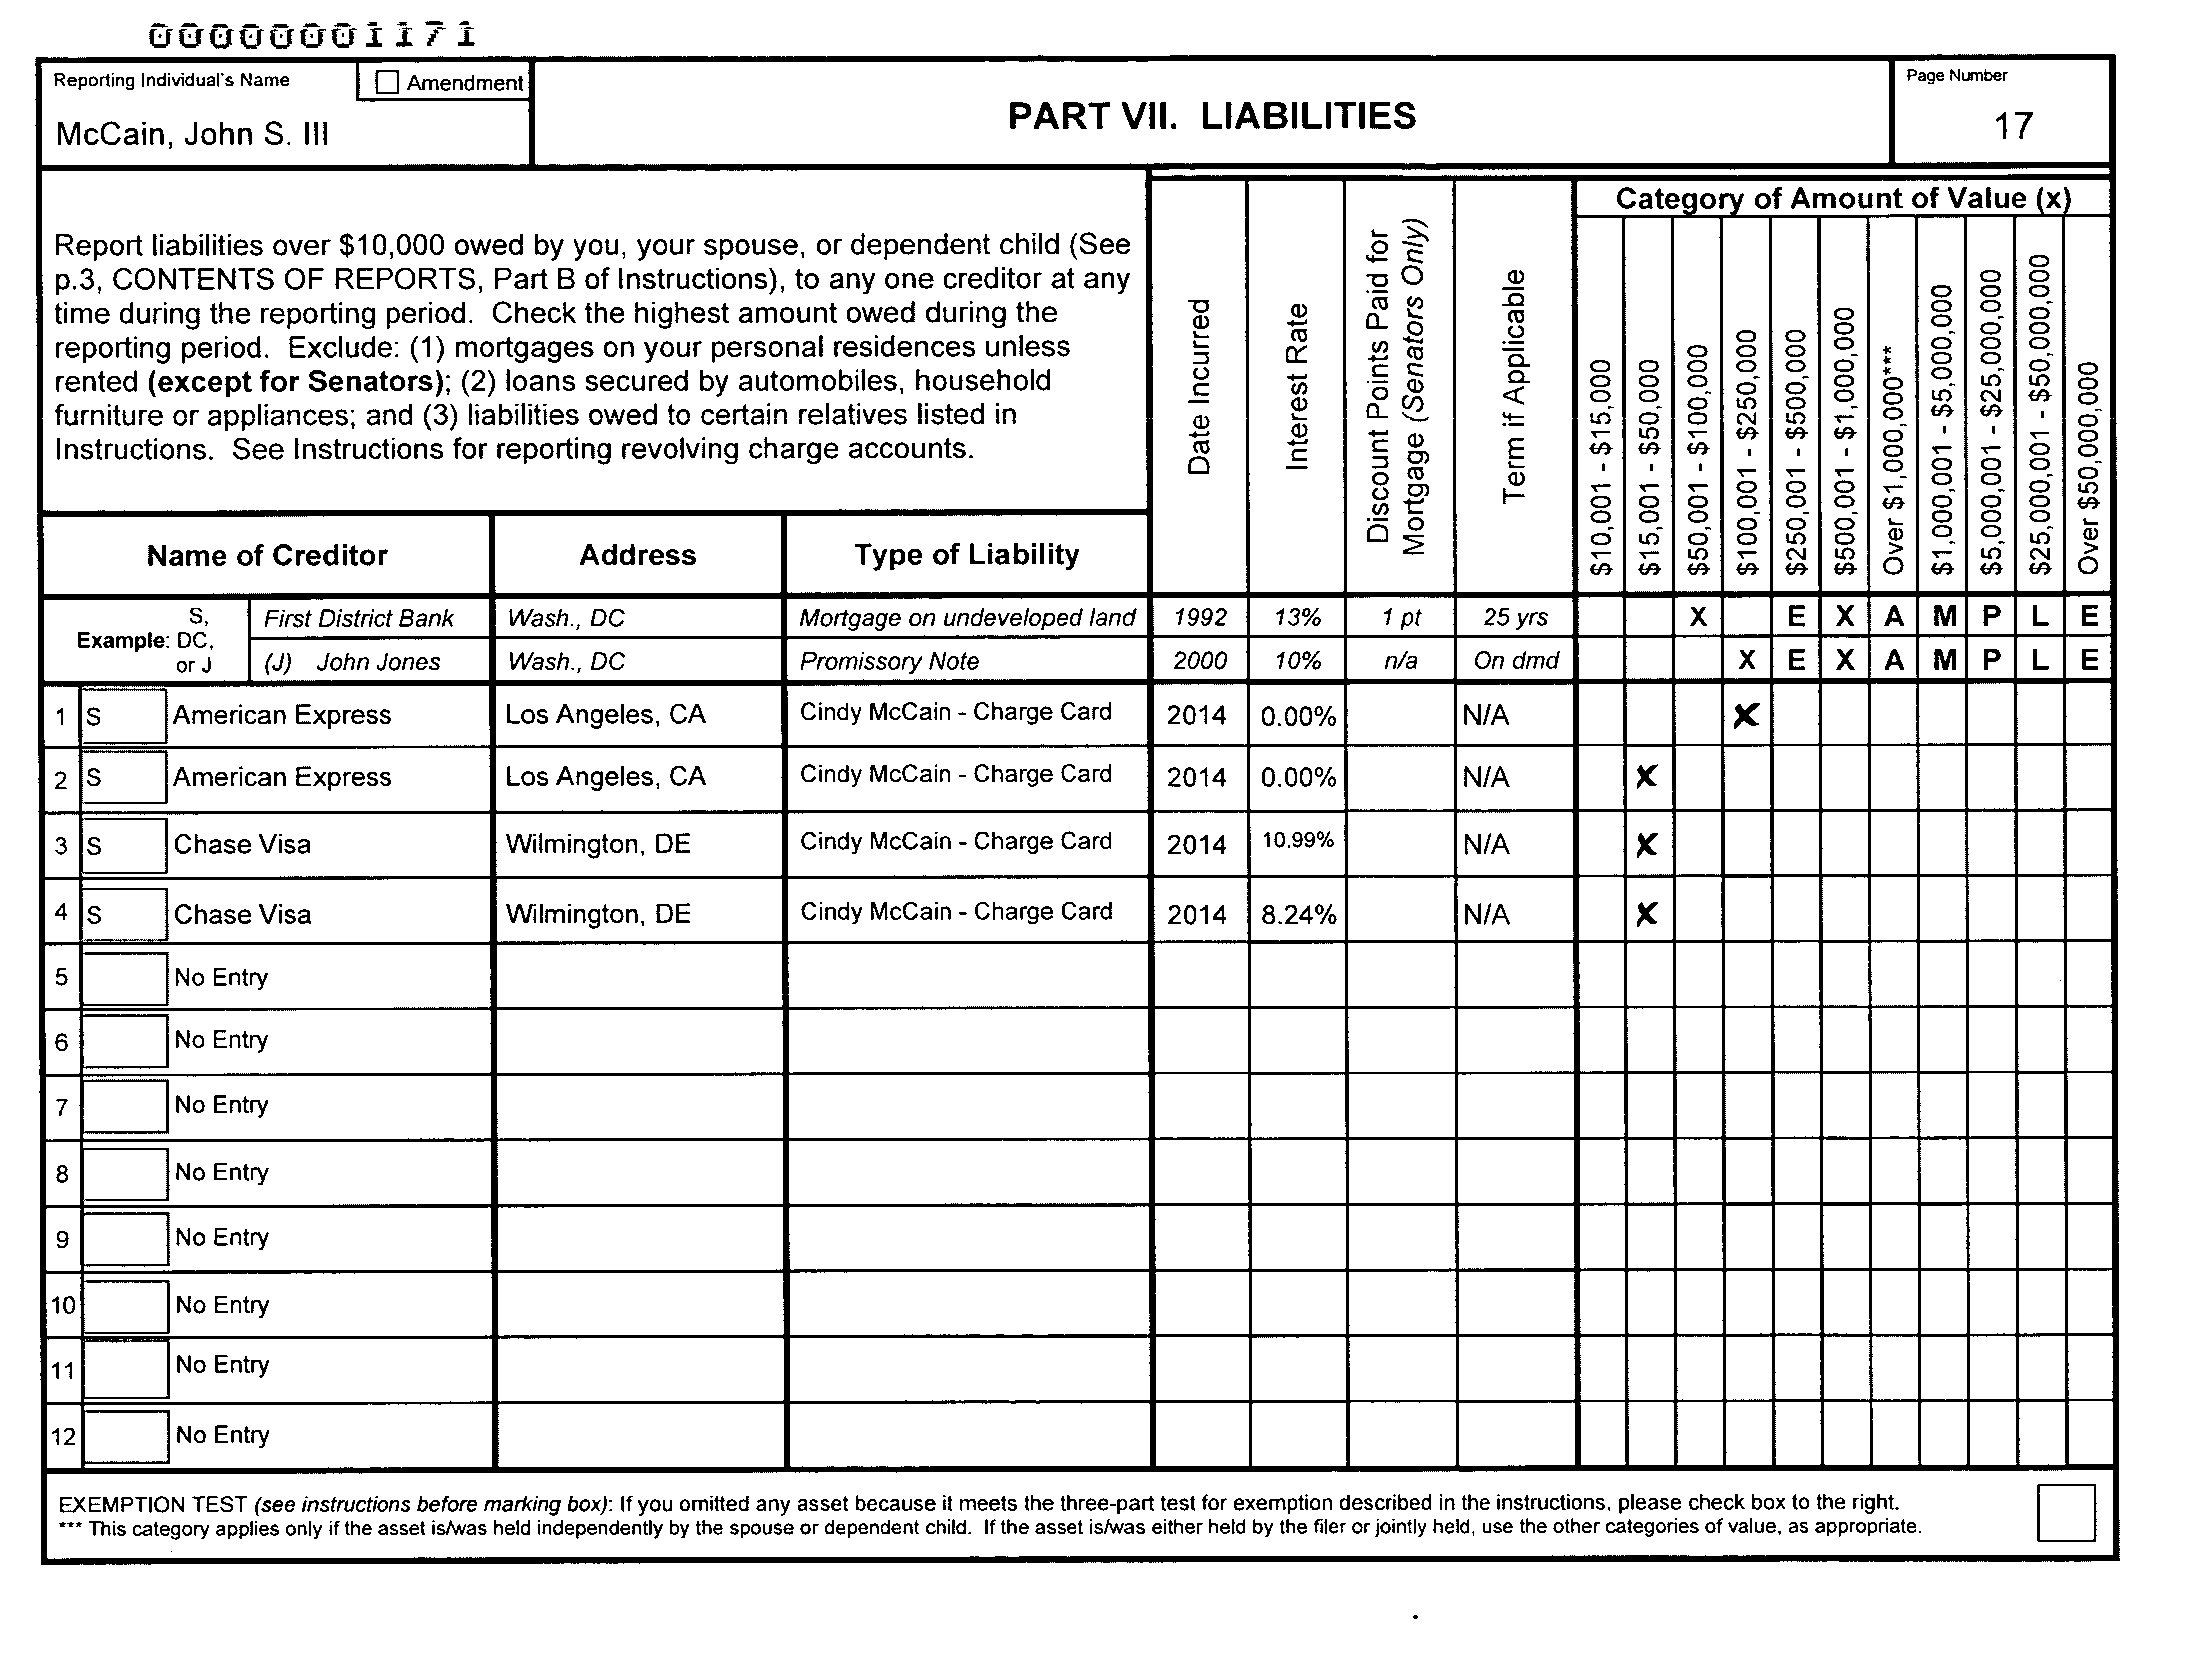 00000001171
Reporting Individual's Name
Amendment
McCain, John S. III
PART VII. LIABILITIES
Page Number
17
Report liabilities over $10,000 owed by you, your spouse, or dependent child (See
p.3, CONTENTS OF REPORTS, Part B of Instructions), to any one creditor at any
time during the reporting period. Check the highest amount owed during the
reporting period. Exclude: (1) mortgages on your personal residences unless
rented (except for Senators); (2) loans secured by automobiles, household
furniture or appliances; and (3) liabilities owed to certain relatives listed in
Instructions. See Instructions for reporting revolving charge accounts.
Name of Creditor
Address
Type of Liability
Date Incurred
Interest Rate
Discount Points Paid for
Mortgage (Senators Only)
Term if Applicable
Category of Amount of Value (x)
$10,001 - $15,000
$15,001 - $50,000
$50,001 - $100,000
$100,001 - $250,000
$250,001 - $500,000
$500,001 - $1,000,000
Over $1,000,000***
$1,000,001 - $5,000,000
$5,000,001 - $25,000,000
$25,000,001 - $50,000,000
Over $50,000,000
Example: S, DC, or J
First District Bank Wash., DC Mortgage on undeveloped land 1992 13% 1 pt 25 yrs X E X A M P L E
(J) John Jones Wash., DC Promissory Note 2000 10% n/a On dmd X E X A M P L E
1 S American Express Los Angeles, CA Cindy McCain - Charge Card 2014 0.00% N/A X
2 S American Express Los Angeles, CA Cindy McCain - Charge Card 2014 0.00% N/A X
3 S Chase Visa Wilmington, DE Cindy McCain - Charge Card 2014 10.99% N/A X
4 S Chase Visa Wilmington, DE Cindy McCain - Charge Card 2014 8.24% N/A X
5 No Entry
6 No Entry
7 No Entry
8 No Entry
9 No Entry
10 No Entry
11 No Entry
12 No Entry
EXEMPTION TEST (see instructions before marking box): If you omitted any asset because it meets the three-part test for exemption described in the instructions, please check box to the right.
*** This category applies only if the asset is/was held independently by the spouse or dependent child. If the asset is/was either held by the filer or jointly held, use the other categories of value, as appropriate.